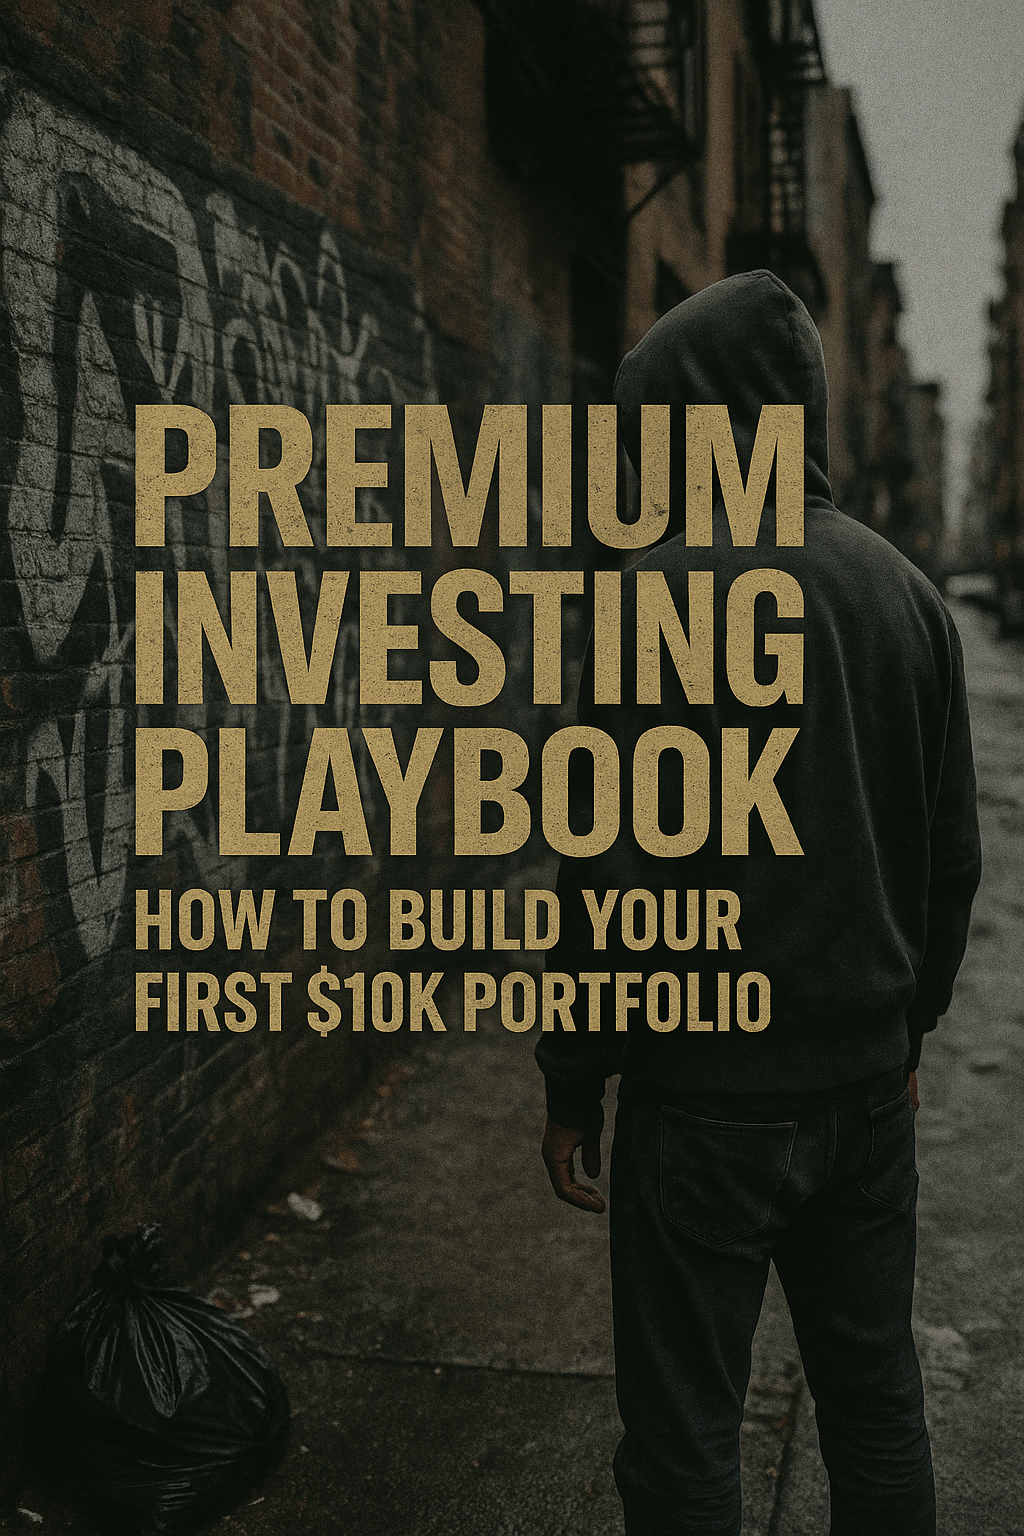 PREMIUM
INVESTING
PLAYBOOK
HOW TO BUILD YOUR
FIRST $10K PORTFOLIO